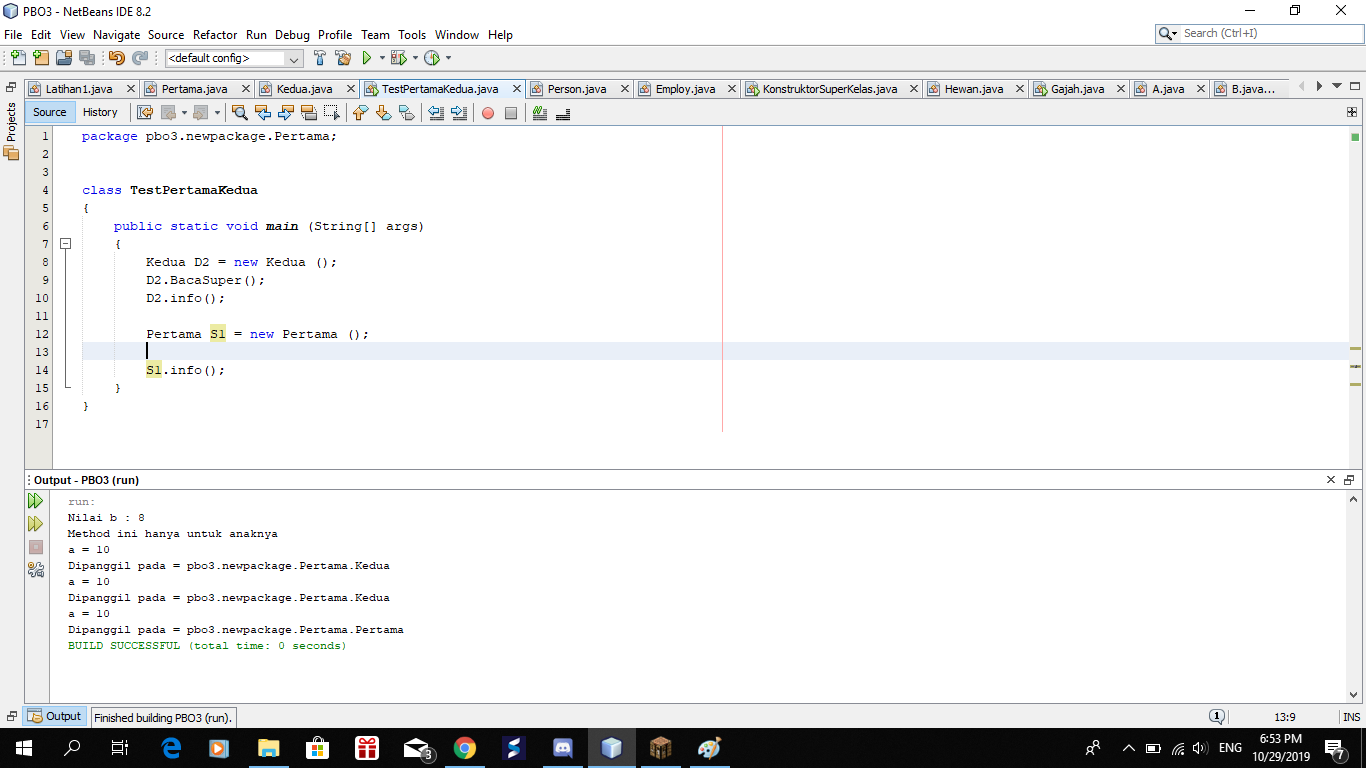 PBO3 - NetBeans IDE 8.2
File Edit View Navigate Source Refactor Run Debug Profile Team Tools Window Help
Search (Ctrl+I)
<default config>
Latihan1.java Pertama.java Kedua.java TestPertamaKedua.java Person.java Employ.java KonstruktorSuperKelas.java Hewan.java Gajah.java A.java B.java...
Projects
Source History
1 package pbo3.newpackage.Pertama;
2
3
4 class TestPertamaKedua
5 {
6 public static void main (String[] args)
7 {
8 Kedua D2 = new Kedua ();
9 D2.BacaSuper();
10 D2.info();
11
12 Pertama S1 = new Pertama ();
13
14 S1.info();
15 }
16 }
17
Output - PBO3 (run)
run:
Nilai b : 8
Method ini hanya untuk anaknya
a = 10
Dipanggil pada = pbo3.newpackage.Pertama.Kedua
a = 10
Dipanggil pada = pbo3.newpackage.Pertama.Kedua
a = 10
Dipanggil pada = pbo3.newpackage.Pertama.Pertama
BUILD SUCCESSFUL (total time: 0 seconds)
Output Finished building PBO3 (run). 1 13:9 INS
3 ENG 6:53 PM 7
10/29/2019